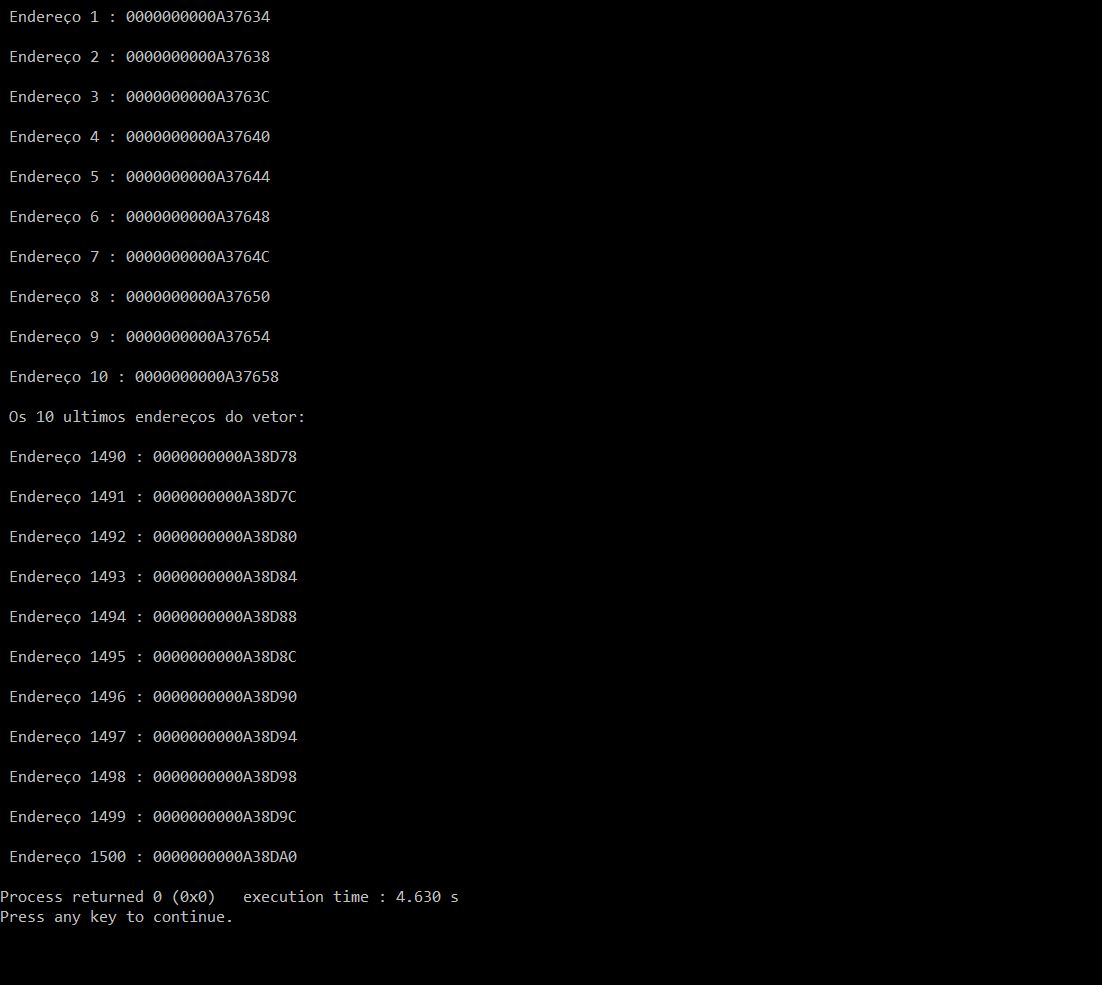 Endereço 1 : 0000000000A37634
Endereço 2 : 0000000000A37638
Endereço 3 : 0000000000A3763C
Endereço 4 : 0000000000A37640
Endereço 5 : 0000000000A37644
Endereço 6 : 0000000000A37648
Endereço 7 : 0000000000A3764C
Endereço 8 : 0000000000A37650
Endereço 9 : 0000000000A37654
Endereço 10 : 0000000000A37658
Os 10 ultimos endereços do vetor:
Endereço 1490 : 0000000000A38D78
Endereço 1491 : 0000000000A38D7C
Endereço 1492 : 0000000000A38D80
Endereço 1493 : 0000000000A38D84
Endereço 1494 : 0000000000A38D88
Endereço 1495 : 0000000000A38D8C
Endereço 1496 : 0000000000A38D90
Endereço 1497 : 0000000000A38D94
Endereço 1498 : 0000000000A38D98
Endereço 1499 : 0000000000A38D9C
Endereço 1500 : 0000000000A38DA0
Process returned 0 (0x0)   execution time : 4.630 s
Press any key to continue.